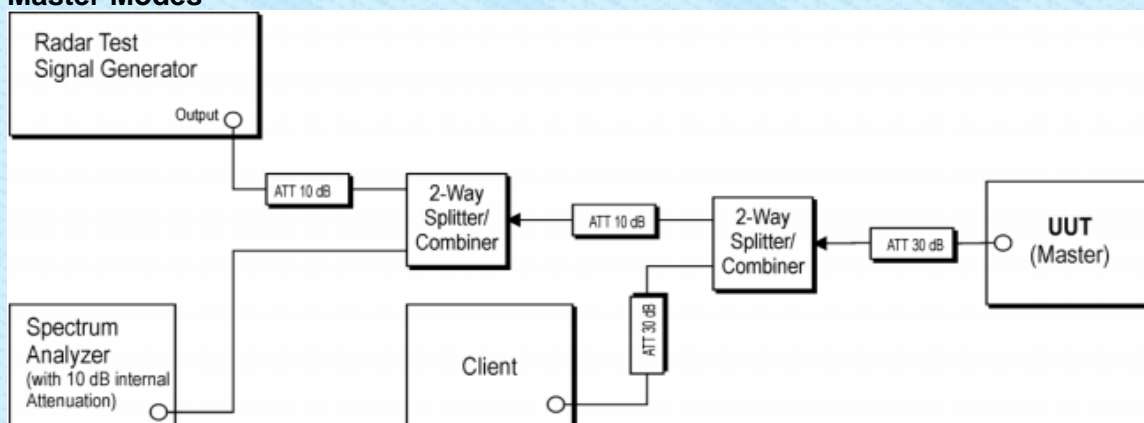 Master Modes
Radar Test
Signal Generator
Output
ATT 10 dB
2-Way
Splitter/
Combiner
ATT 10 dB
2-Way
Splitter/
Combiner
ATT 30 dB
UUT
(Master)
ATT 30 dB
Spectrum
Analyzer
(with 10 dB internal
Attenuation)
Client